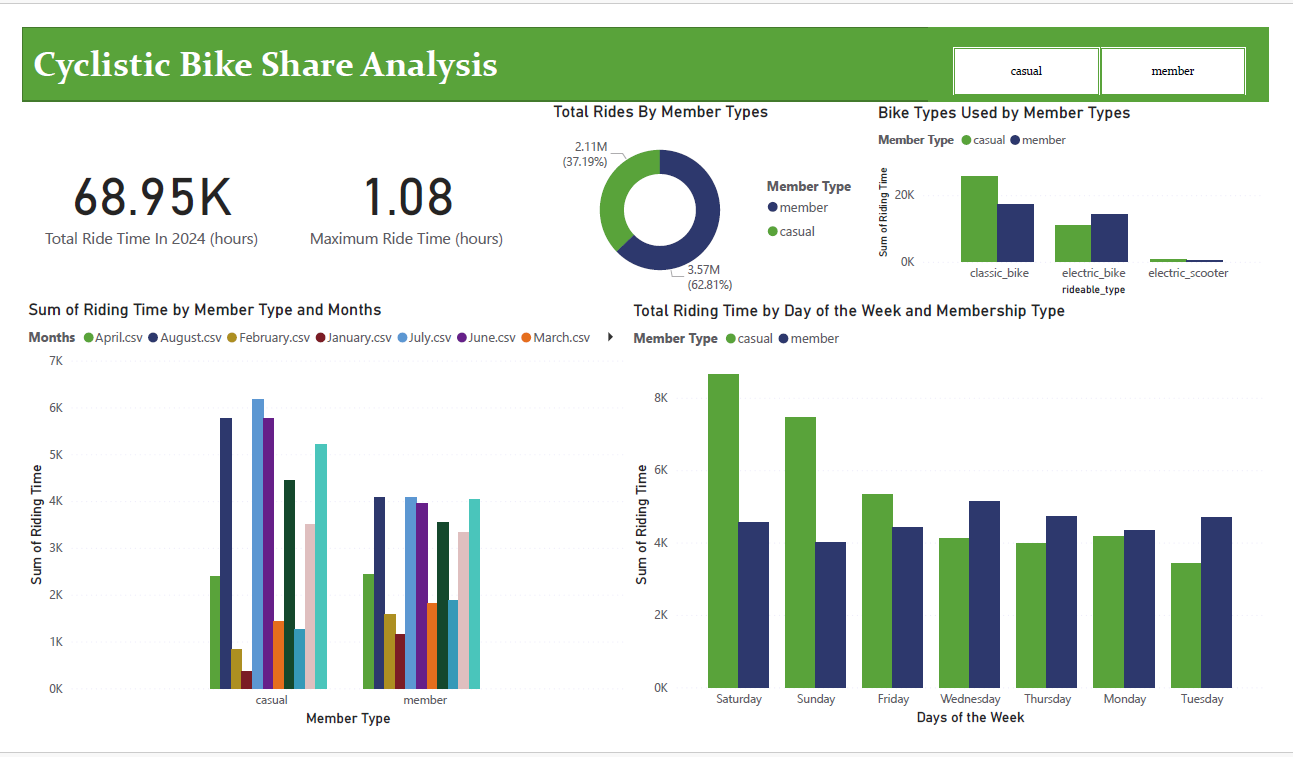 Cyclistic Bike Share Analysis
casual
member
68.95K
Total Ride Time In 2024 (hours)
1.08
Maximum Ride Time (hours)
Total Rides By Member Types
2.11M
(37.19%)
3.57M
(62.81%)
Member Type
member
casual
Bike Types Used by Member Types
Member Type casual member
Sum of Riding Time
20K
0K
classic_bike electric_bike electric_scooter
rideable_type
Sum of Riding Time by Member Type and Months
Months April.csv August.csv February.csv January.csv July.csv June.csv March.csv
Sum of Riding Time
7K
6K
5K
4K
3K
2K
1K
0K
casual member
Member Type
Total Riding Time by Day of the Week and Membership Type
Member Type casual member
Sum of Riding Time
8K
6K
4K
2K
0K
Saturday Sunday Friday Wednesday Thursday Monday Tuesday
Days of the Week